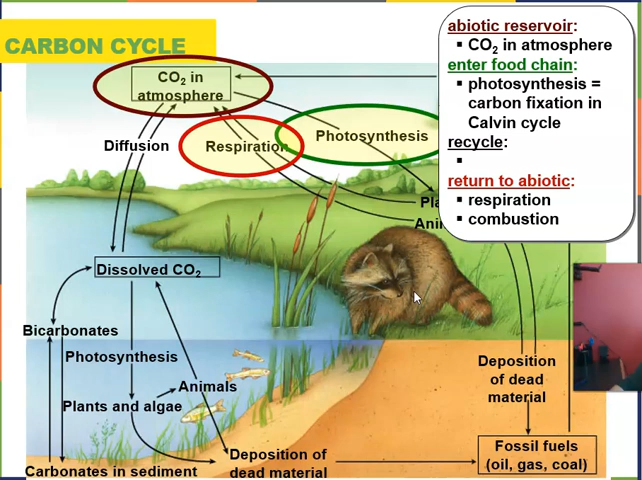 CARBON CYCLE
CO2 in
atmosphere
Diffusion
Respiration
Photosynthesis
abiotic reservoir:
▪ CO2 in atmosphere
enter food chain:
▪ photosynthesis =
carbon fixation in
Calvin cycle
recycle:
▪
return to abiotic:
▪ respiration
▪ combustion
Dissolved CO2
Bicarbonates
Photosynthesis
Animals
Plants and algae
Deposition of
dead material
Carbonates in sediment
Deposition
of dead
material
Fossil fuels
(oil, gas, coal)